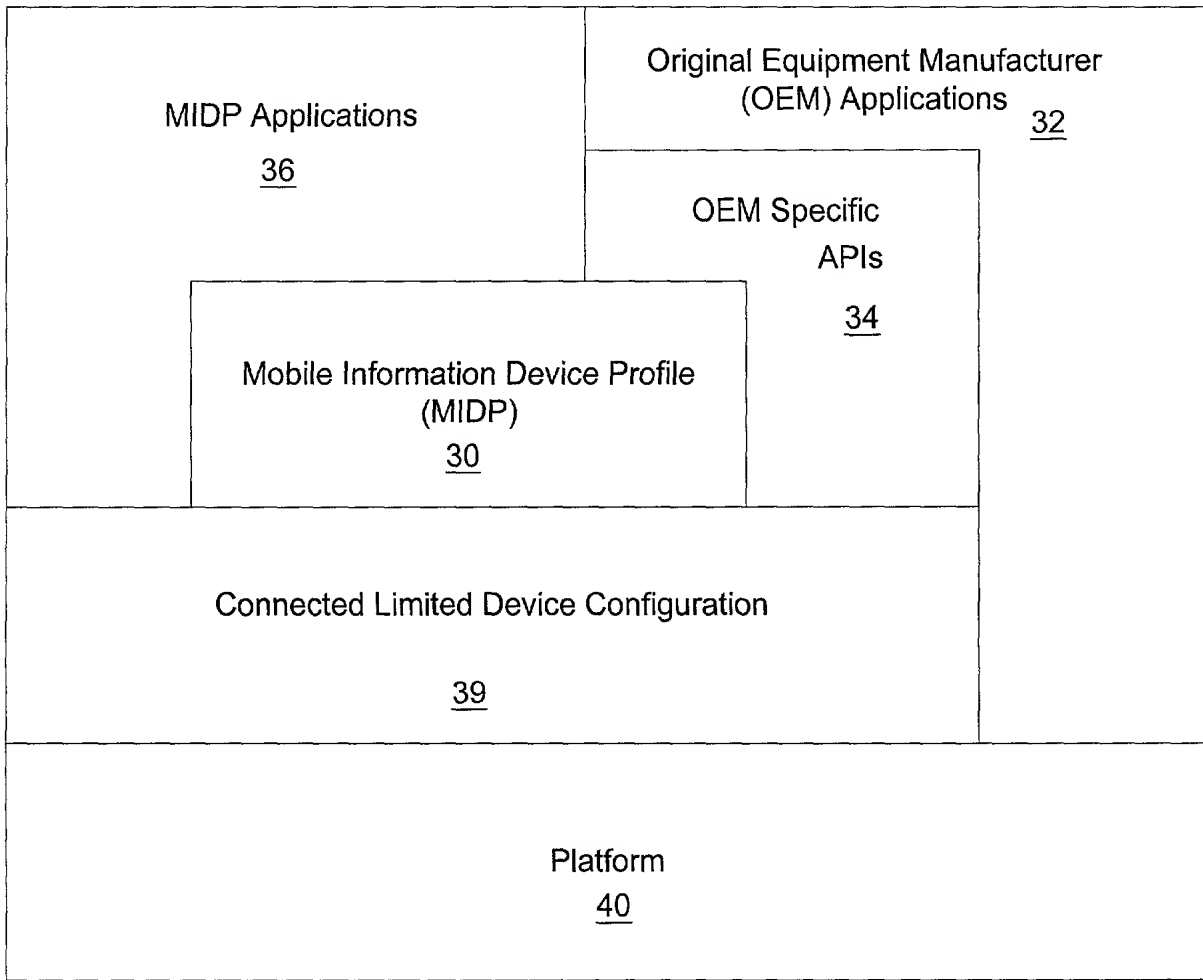 MIDP Applications
36
Original Equipment Manufacturer
(OEM) Applications
32
OEM Specific
APIs
34
Mobile Information Device Profile
(MIDP)
30
Connected Limited Device Configuration
39
Platform
40